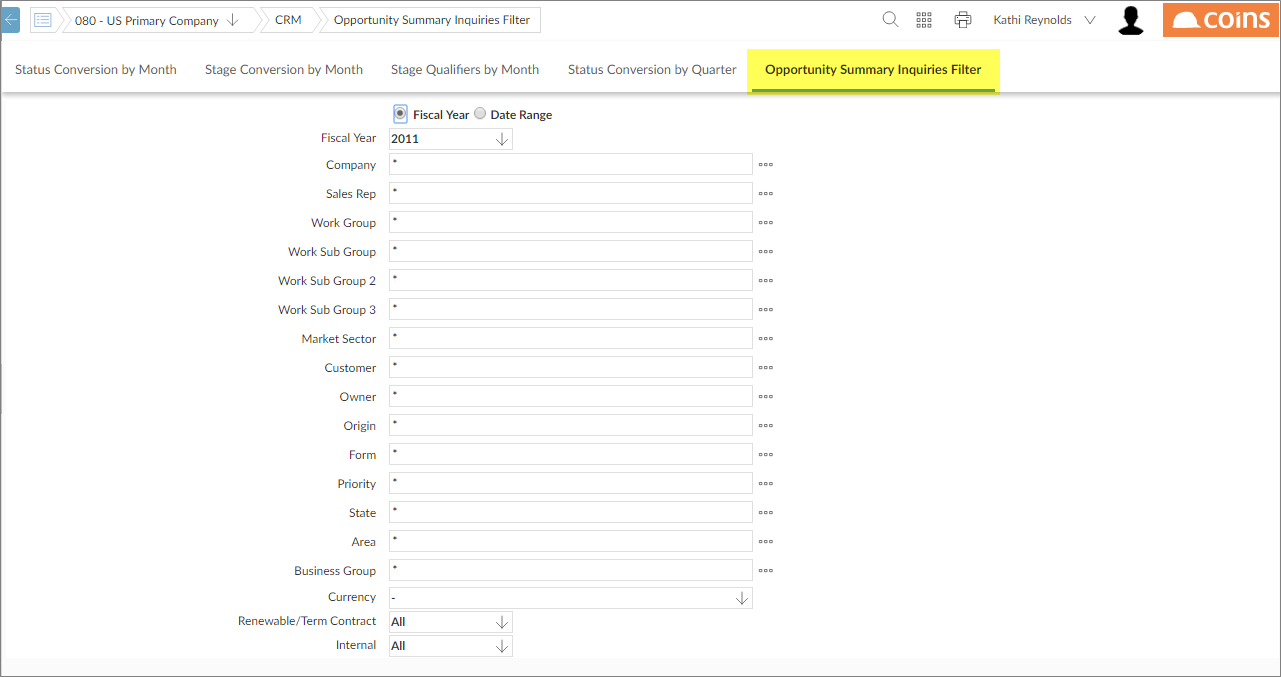 080 - US Primary Company CRM Opportunity Summary Inquiries Filter Kathi Reynolds coins
Status Conversion by Month Stage Conversion by Month Stage Qualifiers by Month Status Conversion by Quarter Opportunity Summary Inquiries Filter
Fiscal Year Date Range
Fiscal Year 2011
Company *
Sales Rep *
Work Group *
Work Sub Group *
Work Sub Group 2 *
Work Sub Group 3 *
Market Sector *
Customer *
Owner *
Origin *
Form *
Priority *
State *
Area *
Business Group *
Currency -
Renewable/Term Contract All
Internal All